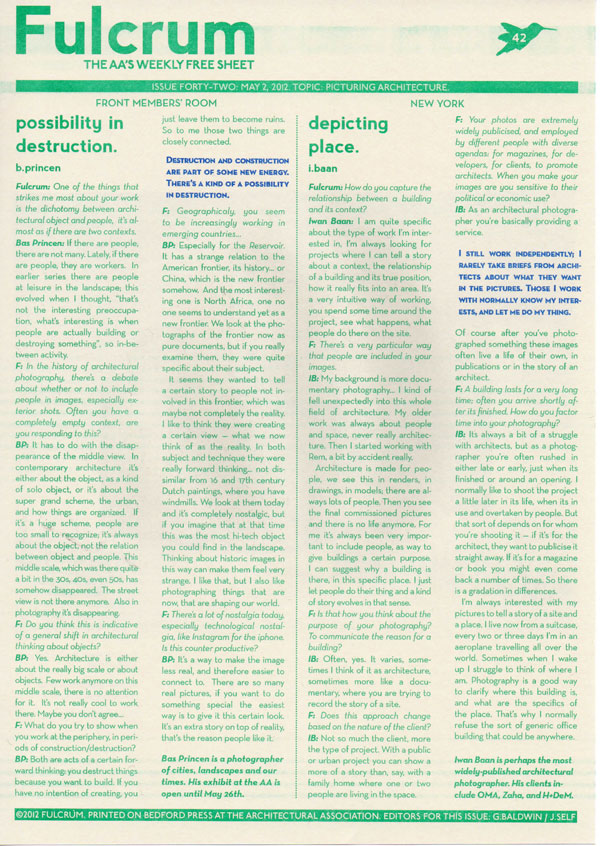 Fulcrum
THE AA'S WEEKLY FREE SHEET
42
ISSUE FORTY-TWO: MAY 2, 2012. TOPIC: PICTURING ARCHITECTURE.
FRONT MEMBERS' ROOM
possibility in
destruction.
b.princen
Fulcrum: One of the things that
strikes me most about your work
is the dichotomy between archi-
tectural object and people, it's al-
most as if there are two contexts.
Bas Princen: If there are people,
there are not many. Lately, if there
are people, they are workers. In
earlier series there are people
at leisure in the landscape; this
evolved when I thought, "that's
not the interesting preoccupa-
tion, what's interesting is when
people are actually building or
destroying something", so in-be-
tween activity.
F: In the history of architectural
photography, there's a debate
about whether or not to include
people in images, especially ex-
terior shots. Often you have a
completely empty context, are
you responding to this?
BP: It has to do with the disap-
pearance of the middle view. In
contemporary architecture it's
either about the object, as a kind
of solo object, or it's about the
super grand scheme, the urban,
and how things are organized. If
it's a huge scheme, people are
too small to recognize; it's always
about the object, not the relation
between object and people. This
middle scale, which was there quite
a bit in the 30s, 40s, even 50s, has
somehow disappeared. The street
view is not there anymore. Also in
photography it's disappearing.
F: Do you think this is indicative
of a general shift in architectural
thinking about objects?
BP: Yes. Architecture is either
about the really big scale or about
objects. Few work anymore on this
middle scale, there is no attention
for it. It's not really cool to work
there. Maybe you don't agree...
F: What do you try to show when
you work at the periphery, in peri-
ods of construction/destruction?
BP: Both are acts of a certain for-
ward thinking: you destruct things
because you want to build. If you
have no intention of creating, you
just leave them to become ruins.
So to me those two things are
closely connected.
DESTRUCTION AND CONSTRUCTION
ARE PART OF SOME NEW ENERGY.
THERE'S A KIND OF A POSSIBILITY
IN DESTRUCTION.
F: Geographicaly, you seem
to be increasingly working in
emerging countries...
BP: Especially for the Reservoir.
It has a strange relation to the
American frontier, its history... or
China, which is the new frontier
somehow. And the most interest-
ing one is North Africa, one no
one seems to understand yet as a
new frontier. We look at the pho-
tographs of the frontier now as
pure documents, but if you really
examine them, they were quite
specific about their subject.
It seems they wanted to tell
a certain story to people not in-
volved in this frontier, which was
maybe not completely the reality.
I like to think they were creating
a certain view – what we now
think of as the reality. In both
subject and technique they were
really forward thinking... not dis-
similar from 16 and 17th century
Dutch paintings, where you have
windmills. We look at them today
and it's completely nostalgic, but
if you imagine that at that time
this was the most hi-tech object
you could find in the landscape.
Thinking about historic images in
this way can make them feel very
strange. I like that, but I also like
photographing things that are
now, that are shaping our world.
F: There's a lot of nostalgia today,
especially technological nostal-
gia, like Instagram for the iphone.
Is this counter productive?
BP: It's a way to make the image
less real, and therefore easier to
connect to. There are so many
real pictures, if you want to do
something special the easiest
way is to give it this certain look.
It's an extra story on top of reality,
that's the reason people like it.
Bas Princen is a photographer
of cities, landscapes and our
times. His exhibit at the AA is
open until May 26th.
NEW YORK
depicting
place.
i.baan
Fulcrum: How do you capture the
relationship between a building
and its context?
Iwan Baan: I am quite specific
about the type of work I'm inter-
ested in, I'm always looking for
projects where I can tell a story
about a context, the relationship
of a building and its true position,
how it really fits into an area. It's
a very intuitive way of working,
you spend some time around the
project, see what happens, what
people do there on the site.
F: There's a very particular way
that people are included in your
images.
IB: My background is more docu-
mentary photography... I kind of
fell unexpectedly into this whole
field of architecture. My older
work was always about people
and space, never really architec-
ture. Then I started working with
Rem, a bit by accident really.
Architecture is made for peo-
ple, we see this in renders, in
drawings, in models; there are al-
ways lots of people. Then you see
the final commissioned pictures
and there is no life anymore. For
me it's always been very impor-
tant to include people, as way to
give buildings a certain purpose.
I can suggest why a building is
there, in this specific place. I just
let people do their thing and a kind
of story evolves in that sense.
F: Is that how you think about the
purpose of your photography?
To communicate the reason for a
building?
IB: Often, yes. It varies, some-
times I think of it as architecture,
sometimes more like a docu-
mentary, where you are trying to
record the story of a site.
F: Does this approach change
based on the nature of the client?
IB: Not so much the client, more
the type of project. With a public
or urban project you can show a
more of a story than, say, with a
family home where one or two
people are living in the space.
F: Your photos are extremely
widely publicised, and employed
by different people with diverse
agendas: for magazines, for de-
velopers, for clients, to promote
architects. When you make your
images are you sensitive to their
political or economic use?
IB: As an architectural photogra-
pher you're basically providing a
service.
I STILL WORK INDEPENDENTLY; I
RARELY TAKE BRIEFS FROM ARCHI-
TECTS ABOUT WHAT THEY WANT
IN THE PICTURES. THOSE I WORK
WITH NORMALLY KNOW MY INTER-
ESTS, AND LET ME DO MY THING.
Of course after you've photo-
graphed something these images
often live a life of their own, in
publications or in the story of an
architect.
F: A building lasts for a very long
time; often you arrive shortly af-
ter its finished. How do you factor
time into your photography?
IB: Its always a bit of a struggle
with architects, but as a photog-
rapher you're often rushed in
either late or early, just when its
finished or around an opening. I
normally like to shoot the project
a little later in its life, when its in
use and overtaken by people. But
that sort of depends on for whom
you're shooting it – if it's for the
architect, they want to publicise it
straight away. If it's for a magazine
or book you might even come
back a number of times. So there
is a gradation in differences.
I'm always interested with my
pictures to tell a story of a site and
a place. I live now from a suitcase,
every two or three days I'm in an
aeroplane travelling all over the
world. Sometimes when I wake
up I struggle to think of where I
am. Photography is a good way
to clarify where this building is,
and what are the specifics of
the place. That's why I normally
refuse the sort of generic office
building that could be anywhere.
Iwan Baan is perhaps the most
widely-published architectural
photographer. His clients in-
clude OMA, Zaha, and H+DeM.
©2012 FULCRUM. PRINTED ON BEDFORD PRESS AT THE ARCHITECTURAL ASSOCIATION. EDITORS FOR THIS ISSUE: G.BALDWIN / J.SELF